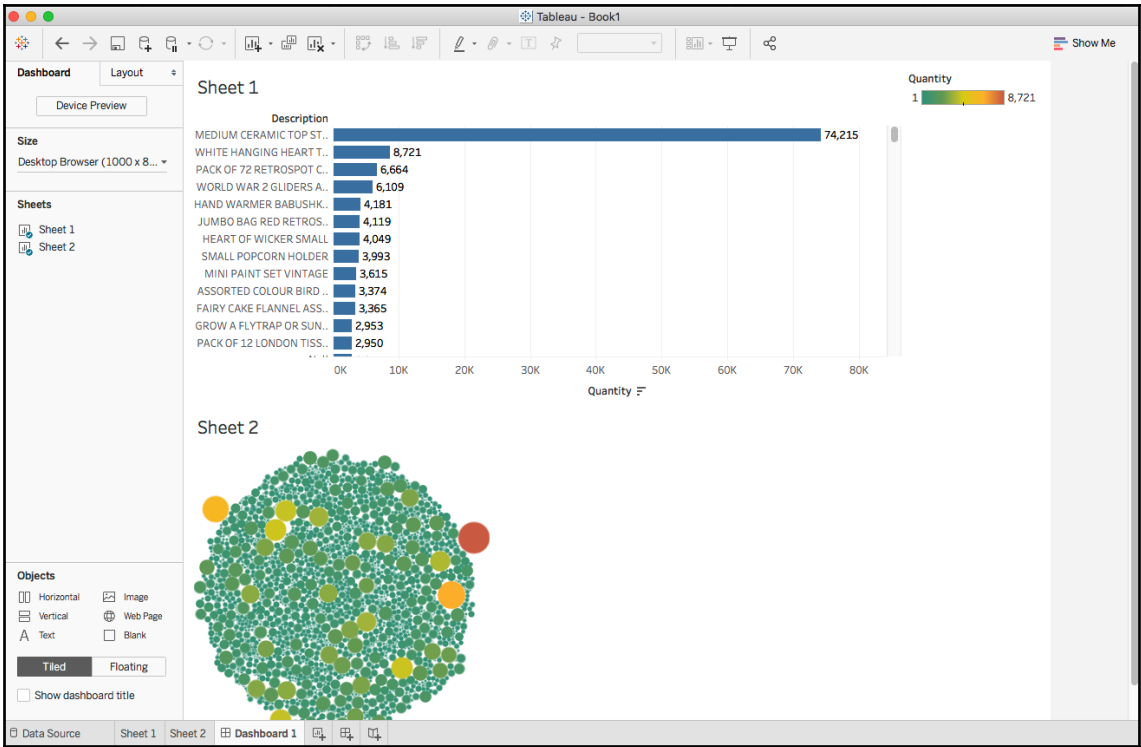 Tableau - Book1
Show Me
Dashboard
Layout
Device Preview
Size
Desktop Browser (1000 x 8...
Sheets
Sheet 1
Sheet 2
Objects
Horizontal
Image
Vertical
Web Page
A Text
Blank
Tiled
Floating
Show dashboard title
Sheet 1
Description
MEDIUM CERAMIC TOP ST.. 74,215
WHITE HANGING HEART T.. 8,721
PACK OF 72 RETROSPOT C.. 6,664
WORLD WAR 2 GLIDERS A.. 6,109
HAND WARMER BABUSHK.. 4,181
JUMBO BAG RED RETROS.. 4,119
HEART OF WICKER SMALL 4,049
SMALL POPCORN HOLDER 3,993
MINI PAINT SET VINTAGE 3,615
ASSORTED COLOUR BIRD .. 3,374
FAIRY CAKE FLANNEL ASS.. 3,365
GROW A FLYTRAP OR SUN.. 2,953
PACK OF 12 LONDON TISS.. 2,950
0K 10K 20K 30K 40K 50K 60K 70K 80K
Quantity
Quantity
1 8,721
Sheet 2
Data Source
Sheet 1
Sheet 2
Dashboard 1